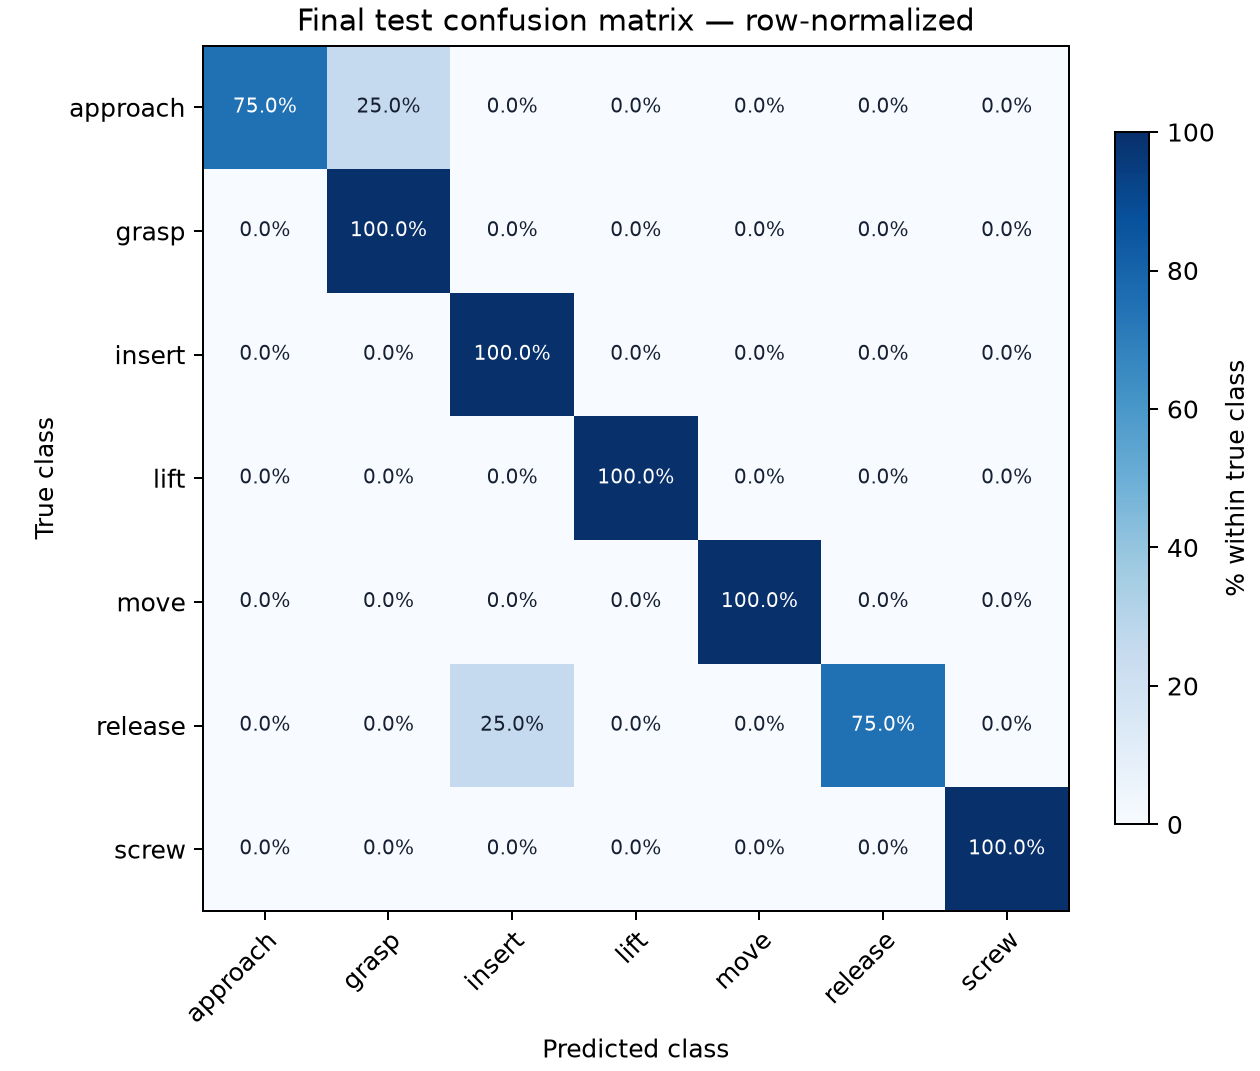 Final test confusion matrix — row-normalized
approach 75.0% 25.0% 0.0% 0.0% 0.0% 0.0% 0.0%
grasp 0.0% 100.0% 0.0% 0.0% 0.0% 0.0% 0.0%
insert 0.0% 0.0% 100.0% 0.0% 0.0% 0.0% 0.0%
lift 0.0% 0.0% 0.0% 100.0% 0.0% 0.0% 0.0%
move 0.0% 0.0% 0.0% 0.0% 100.0% 0.0% 0.0%
release 0.0% 0.0% 25.0% 0.0% 0.0% 75.0% 0.0%
screw 0.0% 0.0% 0.0% 0.0% 0.0% 0.0% 100.0%
True class
approach grasp insert lift move release screw
Predicted class
100
80
60
40
20
0
% within true class